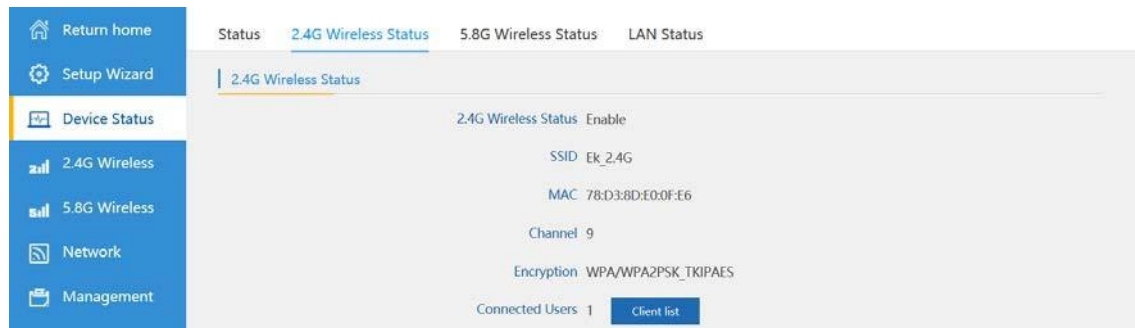 Return home
Setup Wizard
Device Status
2.4G Wireless
5.8G Wireless
Network
Management
Status 2.4G Wireless Status 5.8G Wireless Status LAN Status
2.4G Wireless Status
2.4G Wireless Status Enable
SSID Ek_2.4G
MAC 78:D3:8D:E0:0F:E6
Channel 9
Encryption WPA/WPA2PSK_TKIPAES
Connected Users 1 Client list